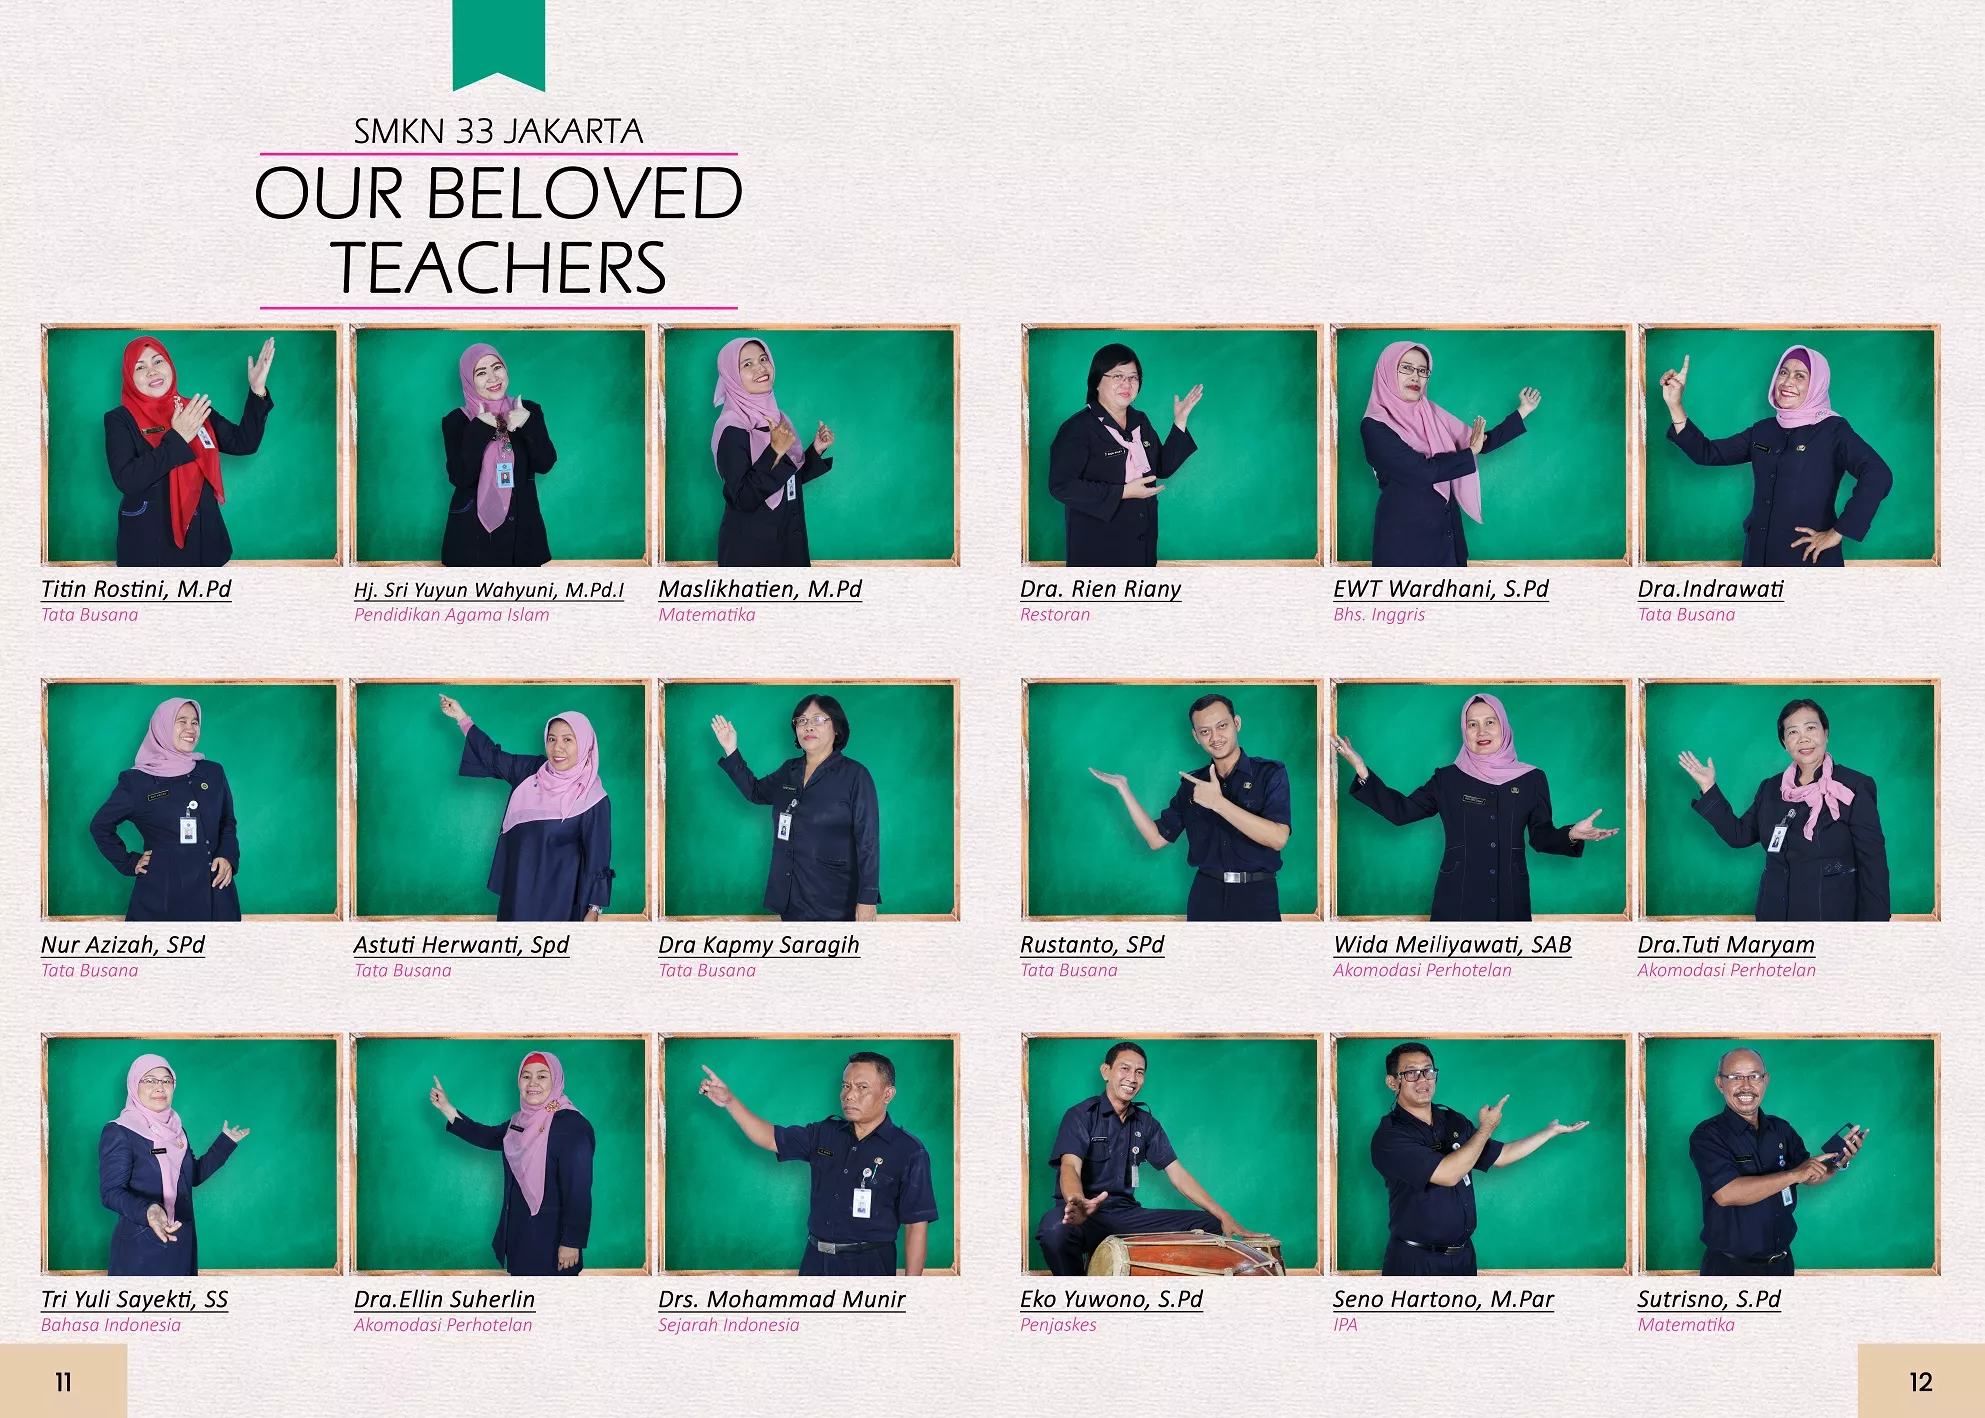 SMKN 33 JAKARTA
OUR BELOVED
TEACHERS
Titin Rostini, M.Pd
Tata Busana
Hj. Sri Yuyun Wahyuni, M.Pd.I
Pendidikan Agama Islam
Maslikhatien, M.Pd
Matematika
Nur Azizah, SPd
Tata Busana
Astuti Herwanti, Spd
Tata Busana
Dra Kapmy Saragih
Tata Busana
Tri Yuli Sayekti, SS
Bahasa Indonesia
Dra.Ellin Suherlin
Akomodasi Perhotelan
Drs. Mohammad Munir
Sejarah Indonesia
11
Dra. Rien Riany
Restoran
EWT Wardhani, S.Pd
Bhs. Inggris
Dra.Indrawati
Tata Busana
Rustanto, SPd
Tata Busana
Wida Meiliyawati, SAB
Akomodasi Perhotelan
Dra.Tuti Maryam
Akomodasi Perhotelan
Eko Yuwono, S.Pd
Penjaskes
Seno Hartono, M.Par
IPA
Sutrisno, S.Pd
Matematika
12